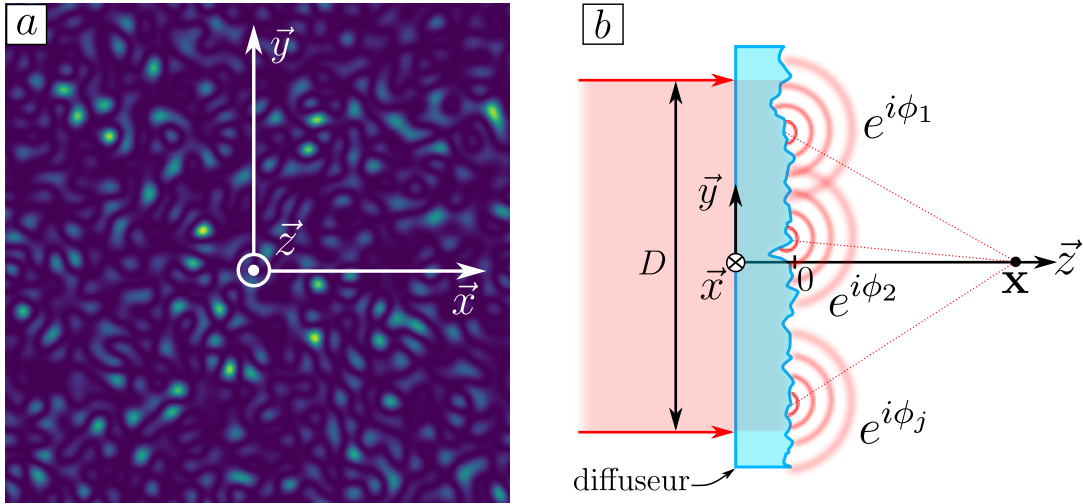 a
y⃗
z⃗
x⃗
b
e^{iϕ_1}
y⃗
D
x⃗
0
x
z⃗
e^{iϕ_2}
e^{iϕ_j}
diffuseur